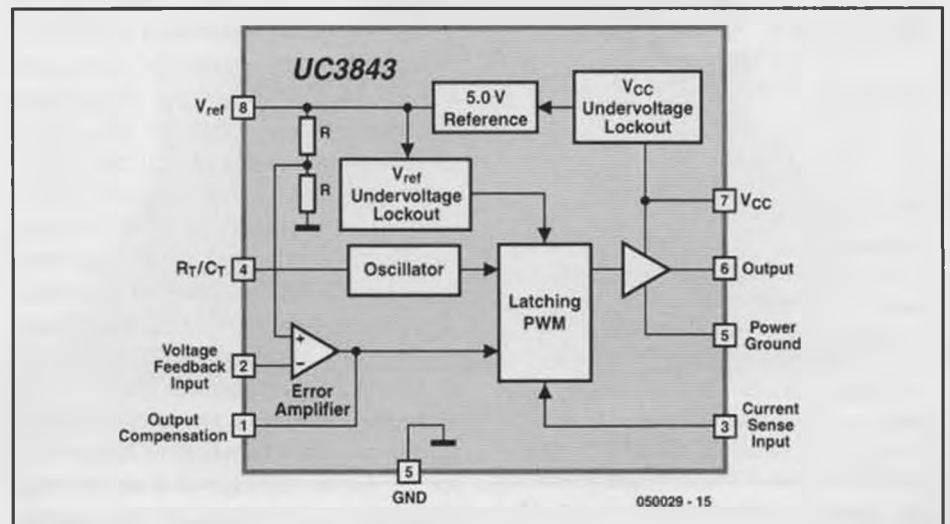 UC3843
Vref
8
5.0 V
Reference
VCC
Undervoltage
Lockout
R
R
Vref
Undervoltage
Lockout
7
VCC
RT/CT
4
Oscillator
Latching
PWM
6
Output
5
Power
Ground
Voltage
Feedback
Input
2
+
–
Error
Amplifier
Output
Compensation
1
3
Current
Sense
Input
5
GND
050029 - 15